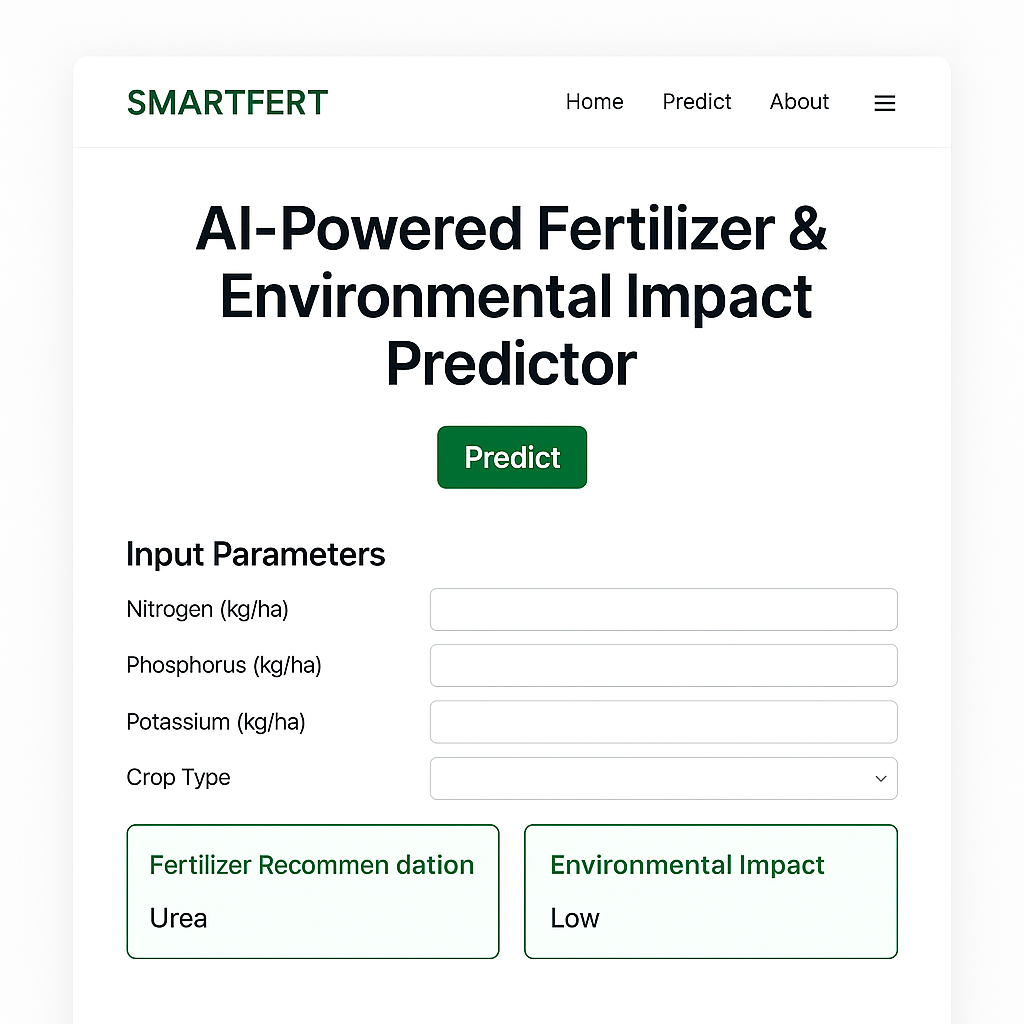 SMARTFERT
Home Predict About
AI-Powered Fertilizer &
Environmental Impact
Predictor
Predict
Input Parameters
Nitrogen (kg/ha)
Phosphorus (kg/ha)
Potassium (kg/ha)
Crop Type
Fertilizer Recommen dation
Urea
Environmental Impact
Low